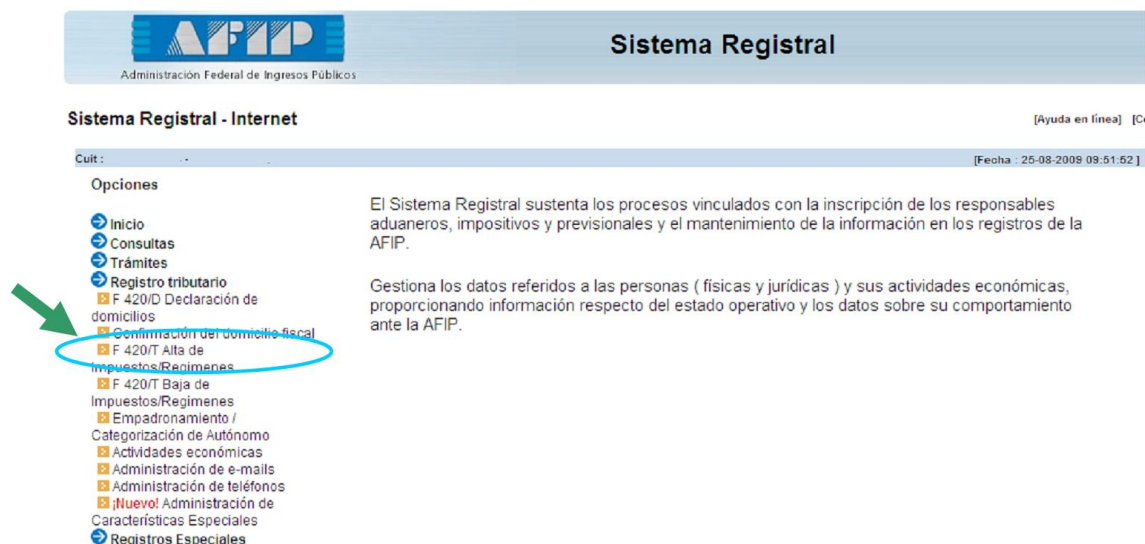 AFIP
Administración Federal de Ingresos Públicos
Sistema Registral
Sistema Registral - Internet
[Ayuda en línea] [C
Cuit : - 
[Fecha : 25-08-2009 09:51:52 ]
Opciones
Inicio
Consultas
Trámites
Registro tributario
F 420/D Declaración de
domicilios
Confirmación del domicilio fiscal
F 420/T Alta de
Impuestos/Regimenes
F 420/T Baja de
Impuestos/Regimenes
Empadronamiento /
Categorización de Autónomo
Actividades económicas
Administración de e-mails
Administración de teléfonos
¡Nuevo! Administración de
Características Especiales
Registros Especiales
El Sistema Registral sustenta los procesos vinculados con la inscripción de los responsables
aduaneros, impositivos y previsionales y el mantenimiento de la información en los registros de la
AFIP.
Gestiona los datos referidos a las personas ( físicas y jurídicas ) y sus actividades económicas,
proporcionando información respecto del estado operativo y los datos sobre su comportamiento
ante la AFIP.